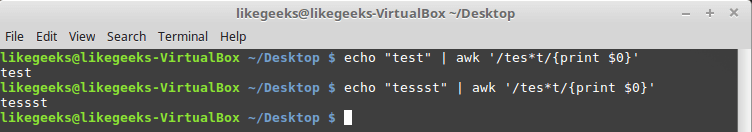 likegeeks@likegeeks-VirtualBox ~/Desktop
File Edit View Search Terminal Help
likegeeks@likegeeks-VirtualBox ~/Desktop $ echo "test" | awk '/tes*t/{print $0}'
test
likegeeks@likegeeks-VirtualBox ~/Desktop $ echo "tessst" | awk '/tes*t/{print $0}'
tessst
likegeeks@likegeeks-VirtualBox ~/Desktop $